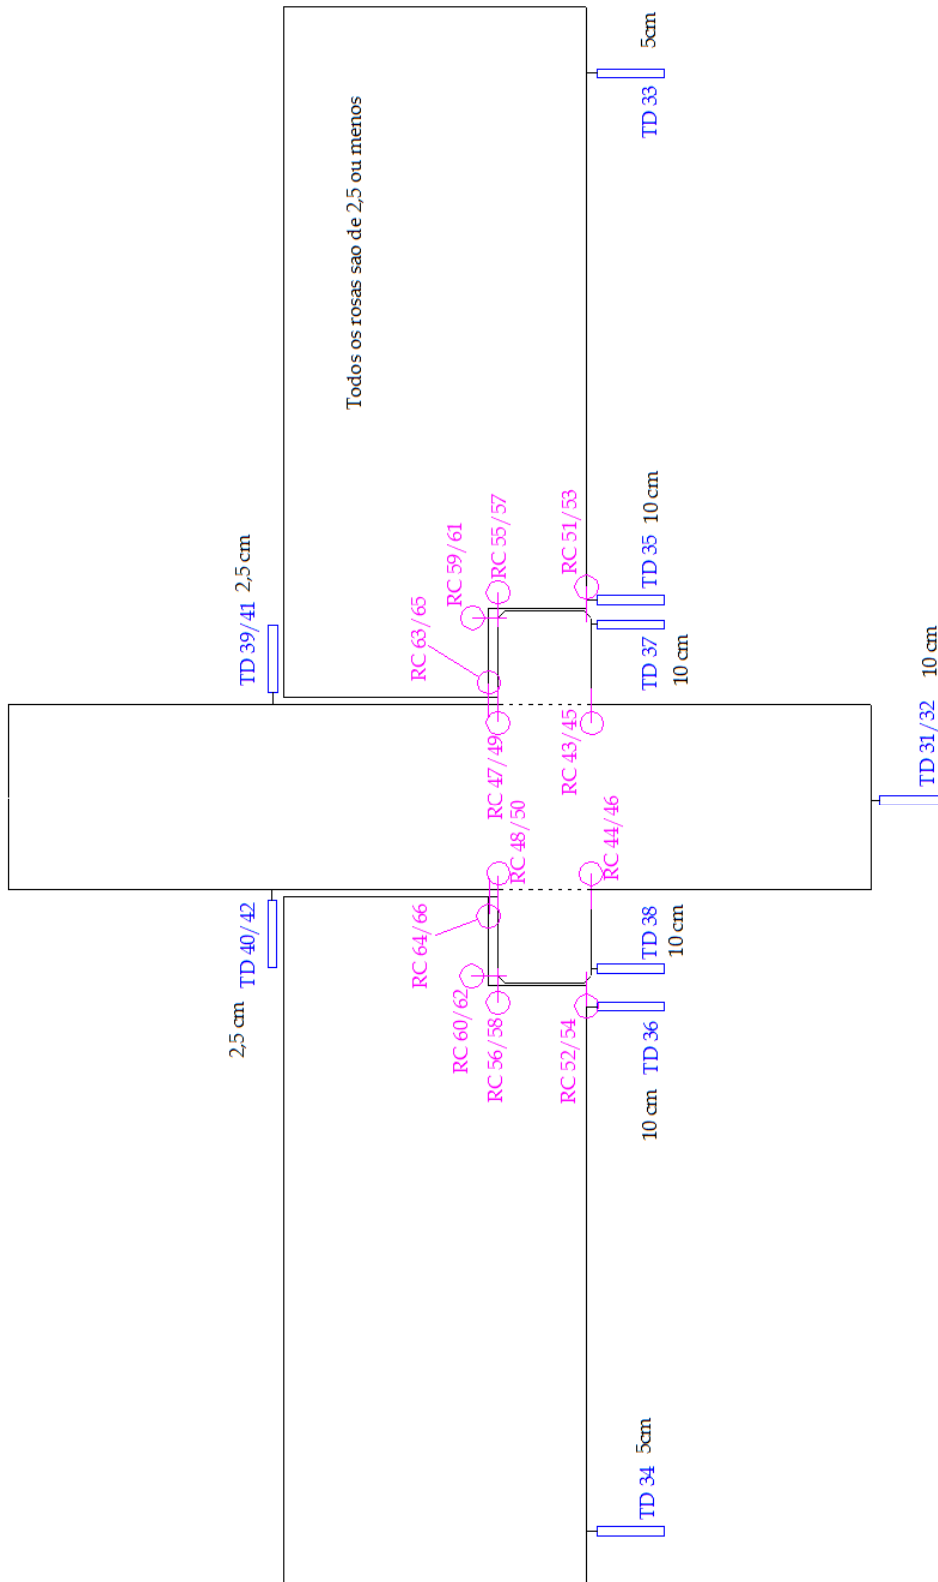 5cm
TD 33
Todos os rosas sao de 2,5 ou menos
2,5 cm
TD 39/41
RC 63/65
RC 59/61
RC 55/57
RC 51/53
TD 35 10 cm
TD 37
10 cm
RC 47/49
RC 43/45
TD 31/32
10 cm
RC 48/50
RC 44/46
TD 40/42
2,5 cm
RC 64/66
RC 60/62
RC 56/58
RC 52/54
TD 38
10 cm
TD 36
10 cm
TD 34 5cm